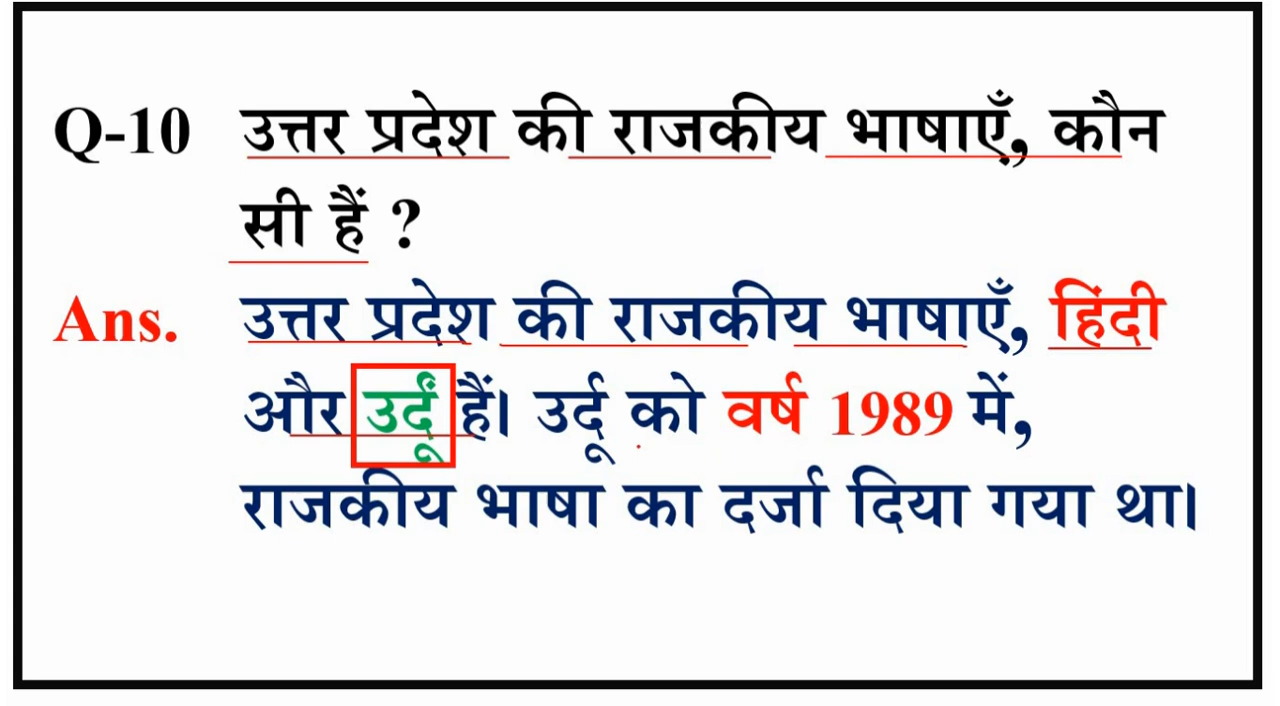 Q-10 उत्तर प्रदेश की राजकीय भाषाएँ, कौन
सी हैं ?
Ans. उत्तर प्रदेश की राजकीय भाषाएँ, हिंदी
और उर्दू हैं। उर्दू को वर्ष 1989 में,
राजकीय भाषा का दर्जा दिया गया था।